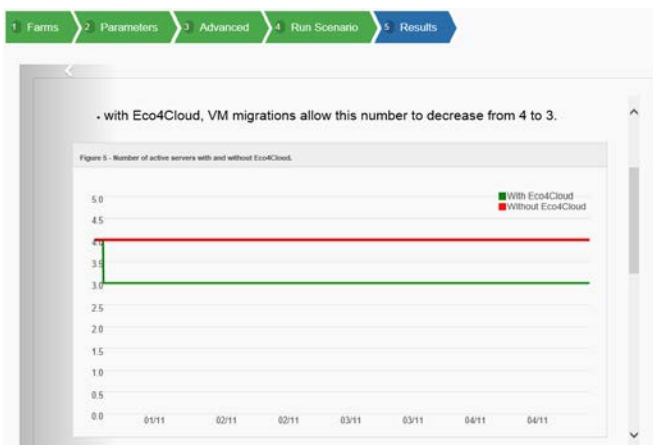 1 Farms 2 Parameters 3 Advanced 4 Run Scenario 5 Results
• with Eco4Cloud, VM migrations allow this number to decrease from 4 to 3.
Figure 5 - Number of active servers with and without Eco4Cloud.
With Eco4Cloud
Without Eco4Cloud
5.0
4.5
4.0
3.5
3.0
2.5
2.0
1.5
1.0
0.5
0.0
01/11 02/11 02/11 03/11 03/11 04/11 04/11